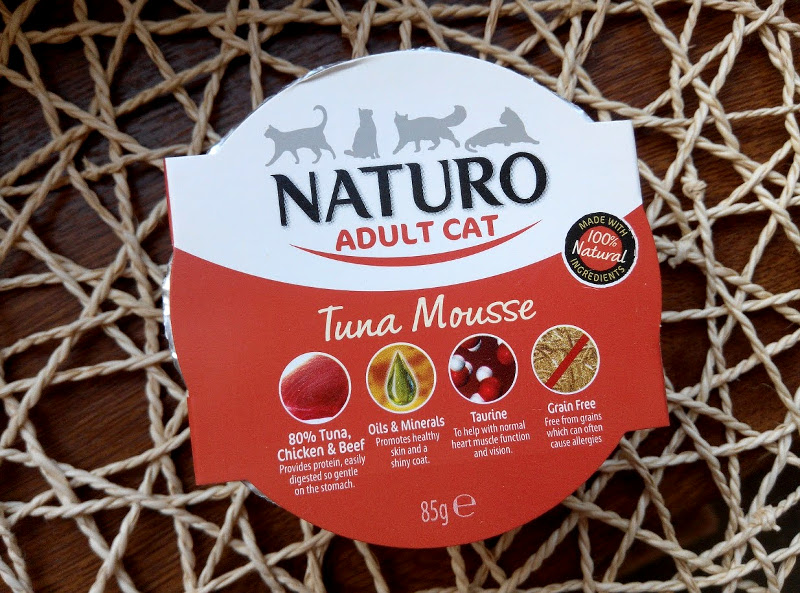 NATURO
ADULT CAT
MADE WITH
100%
Natural
INGREDIENTS
Tuna Mousse
80% Tuna,
Chicken & Beef
Provides protein, easily
digested so gentle
on the stomach.
Oils & Minerals
Promotes healthy
skin and a
shiny coat.
Taurine
To help with normal
heart muscle function
and vision.
Grain Free
Free from grains
which can often
cause allergies
85g ℮